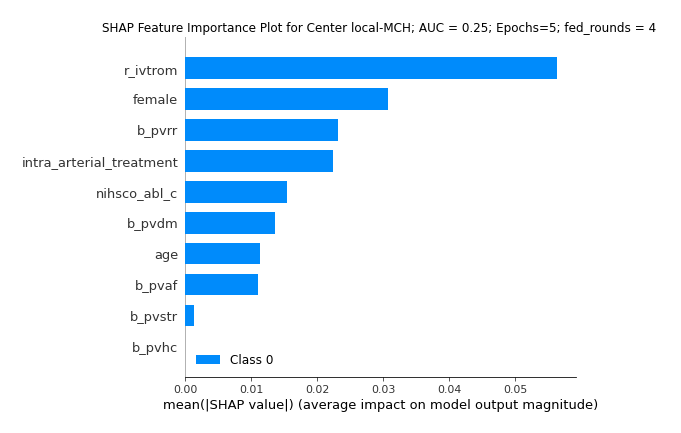 SHAP Feature Importance Plot for Center local-MCH; AUC = 0.25; Epochs=5; fed_rounds = 4
r_ivtrom
female
b_pvrr
intra_arterial_treatment
nihsco_abl_c
b_pvdm
age
b_pvaf
b_pvstr
b_pvhc
Class 0
0.00 0.01 0.02 0.03 0.04 0.05
mean(|SHAP value|) (average impact on model output magnitude)